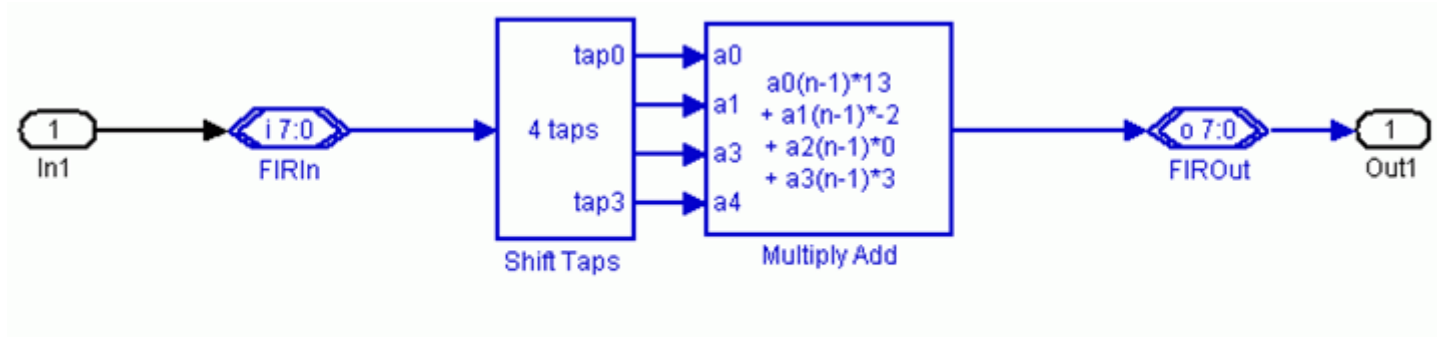 1
In1
i 7:0
FIRIn
tap0
4 taps
tap3
Shift Taps
a0
a1
a3
a4
a0(n-1)*13
+ a1(n-1)*-2
+ a2(n-1)*0
+ a3(n-1)*3
Multiply Add
o 7:0
FIROut
1
Out1